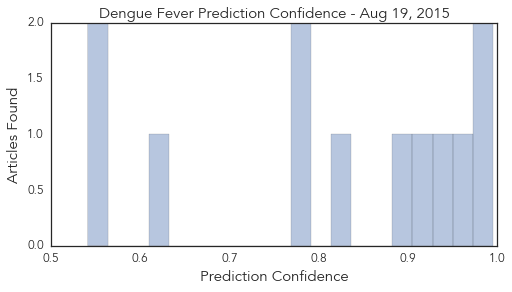 Dengue Fever Prediction Confidence - Aug 19, 2015
Articles Found
2.0
1.5
1.0
0.5
0.0
0.5 0.6 0.7 0.8 0.9 1.0
Prediction Confidence